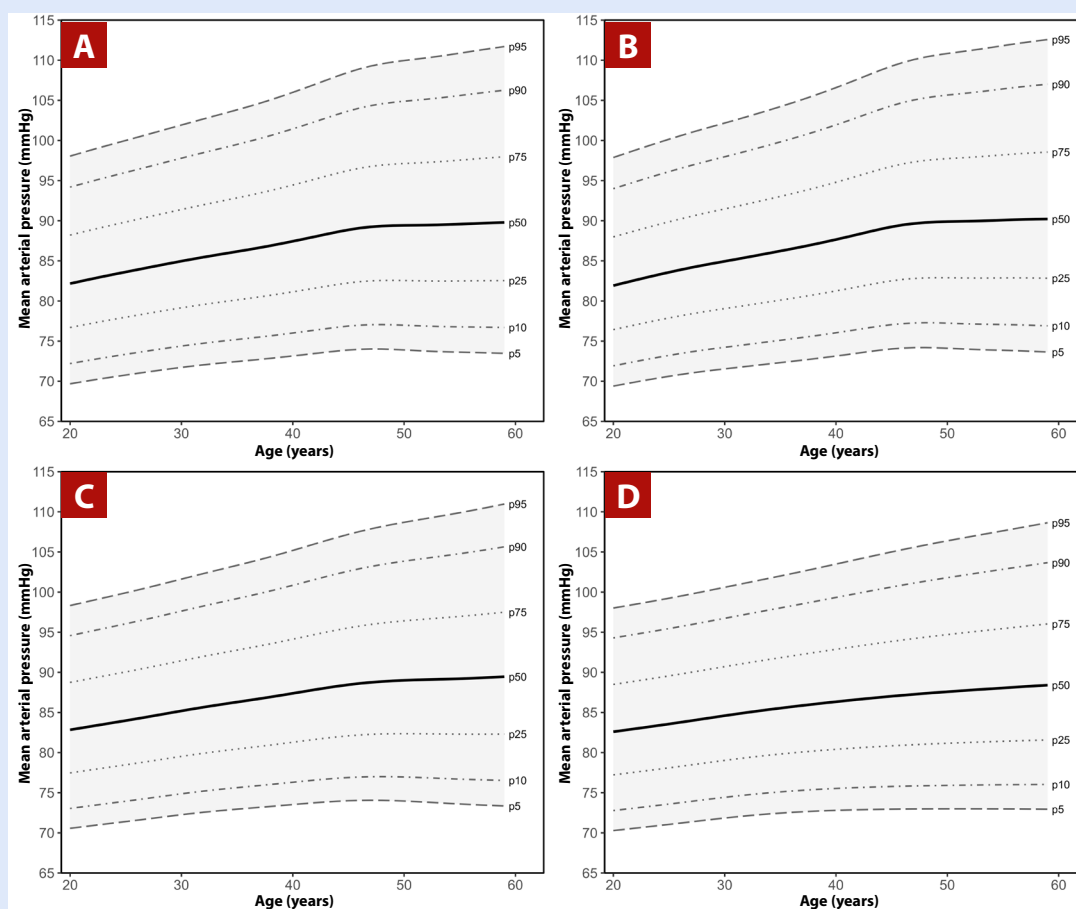 A
Mean arterial pressure (mmHg)
115
110
105
100
95
90
85
80
75
70
65
p95
p90
p75
p50
p25
p10
p5
20
30
40
50
60
Age (years)
B
Mean arterial pressure (mmHg)
115
110
105
100
95
90
85
80
75
70
65
p95
p90
p75
p50
p25
p10
p5
20
30
40
50
60
Age (years)
C
Mean arterial pressure (mmHg)
115
110
105
100
95
90
85
80
75
70
65
p95
p90
p75
p50
p25
p10
p5
20
30
40
50
60
Age (years)
D
Mean arterial pressure (mmHg)
115
110
105
100
95
90
85
80
75
70
65
p95
p90
p75
p50
p25
p10
p5
20
30
40
50
60
Age (years)